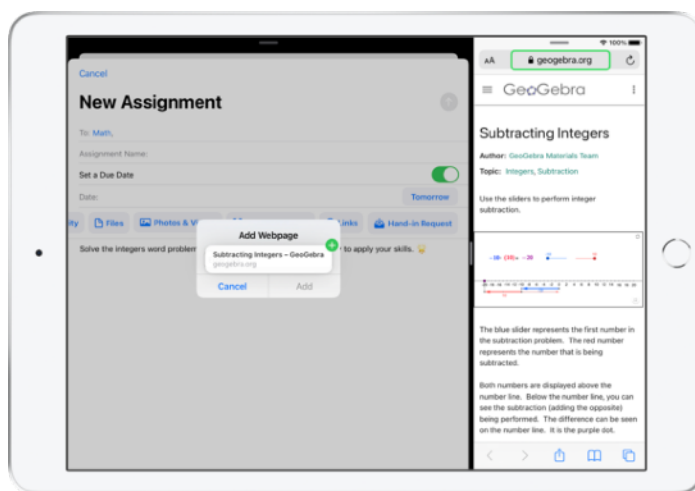 100%
Cancel
New Assignment
To: Math,
Assignment Name:
Set a Due Date
Date:
Tomorrow
Files
Photos &
Links
Hand-in Request
Solve the integers word problem
to apply your skills.
Add Webpage
Subtracting Integers – GeoGebra
geogebra.org
Cancel
Add
AA
geogebra.org
GeoGebra
Subtracting Integers
Author: GeoGebra Materials Team
Topic: Integers, Subtraction
Use the sliders to perform integer
subtraction.
The blue slider represents the first number in
the subtraction problem. The red number
represents the number that is being
subtracted.
Both numbers are displayed above the
number line. Below the number line, you can
see the subtraction (adding the opposite)
being performed. The difference can be seen
on the number line. It is the purple dot.